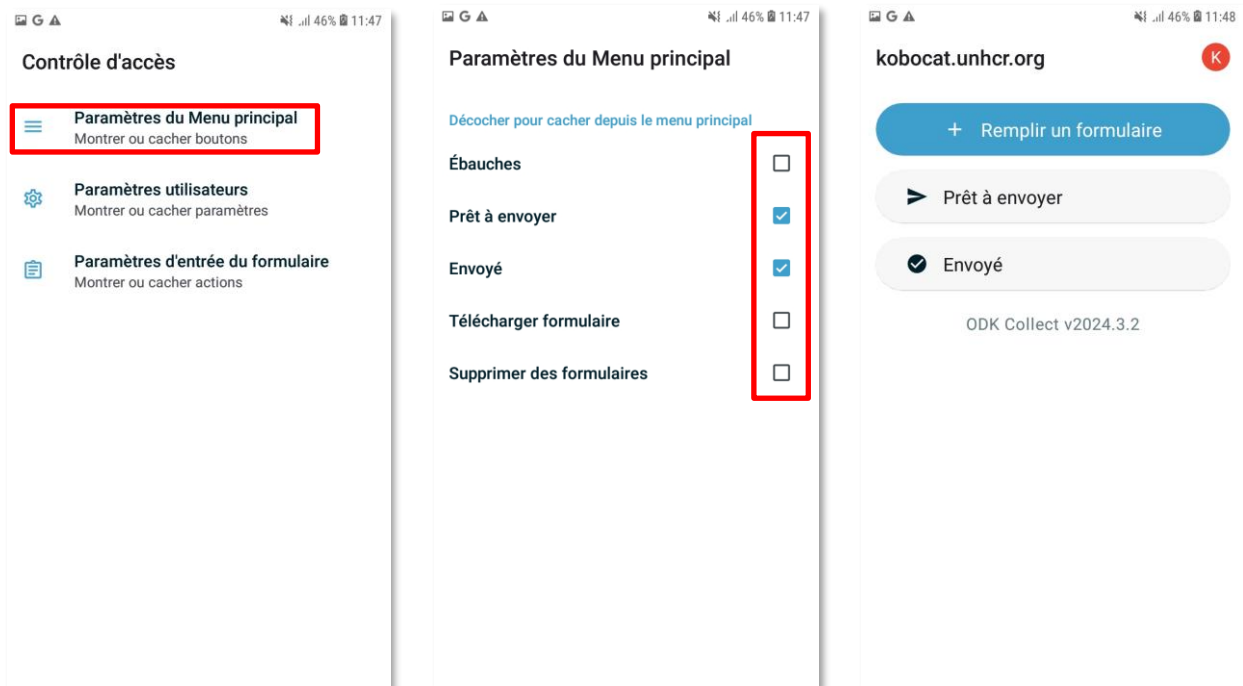 G 46% 11:47
Contrôle d'accès
Paramètres du Menu principal
Montrer ou cacher boutons
Paramètres utilisateurs
Montrer ou cacher paramètres
Paramètres d'entrée du formulaire
Montrer ou cacher actions
G 46% 11:47
Paramètres du Menu principal
Décocher pour cacher depuis le menu principal
Ébauches
Prêt à envoyer
Envoyé
Télécharger formulaire
Supprimer des formulaires
G 46% 11:48
kobocat.unhcr.org K
+ Remplir un formulaire
Prêt à envoyer
Envoyé
ODK Collect v2024.3.2